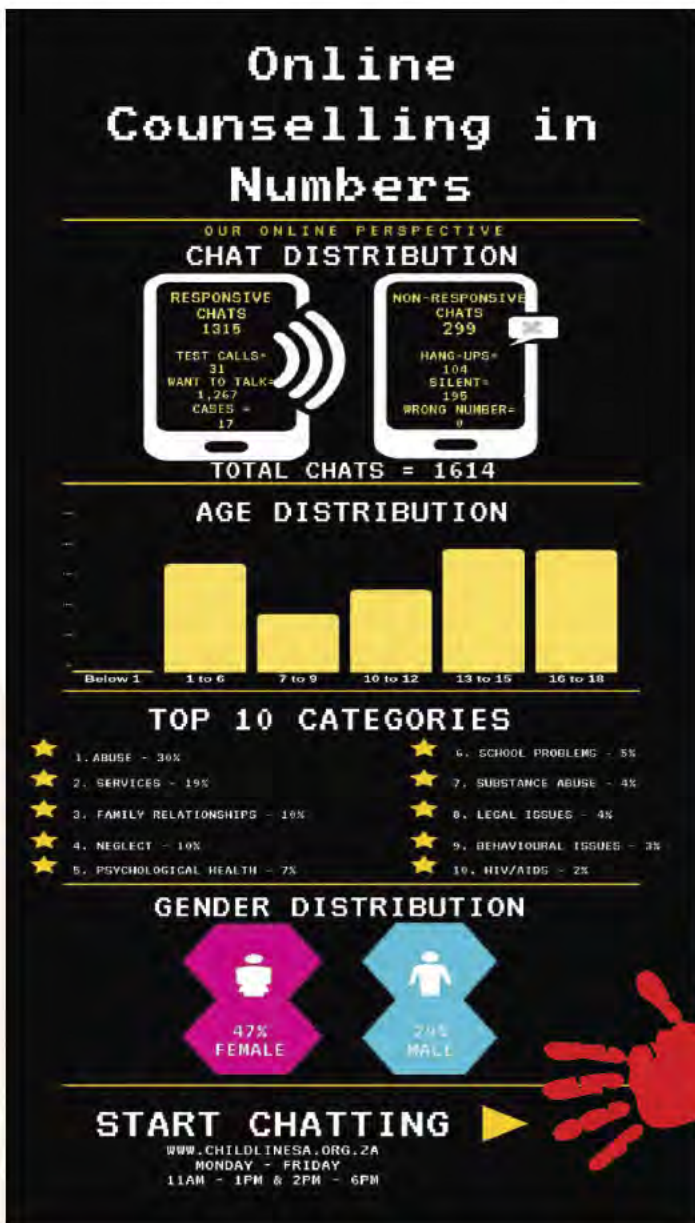 Online
Counselling in
Numbers
OUR ONLINE PERSPECTIVE
CHAT DISTRIBUTION
RESPONSIVE
CHATS
1315
TEST CALLS=
31
WANT TO TALK=
1,267
CASES =
17
NON-RESPONSIVE
CHATS
299
HANG-UPS=
104
SILENT=
195
WRONG NUMBER=
0
TOTAL CHATS = 1614
AGE DISTRIBUTION
Below 1
1 to 6
7 to 9
10 to 12
13 to 15
16 to 18
TOP 10 CATEGORIES
1. ABUSE - 30%
2. SERVICES - 19%
3. FAMILY RELATIONSHIPS - 10%
4. NEGLECT - 10%
5. PSYCHOLOGICAL HEALTH - 7%
6. SCHOOL PROBLEMS - 5%
7. SUBSTANCE ABUSE - 4%
8. LEGAL ISSUES - 4%
9. BEHAVIOURAL ISSUES - 3%
10. HIV/AIDS - 2%
GENDER DISTRIBUTION
47%
FEMALE
MALE
START CHATTING
WWW.CHILDLINESA.ORG.ZA
MONDAY - FRIDAY
11AM - 1PM & 2PM - 6PM